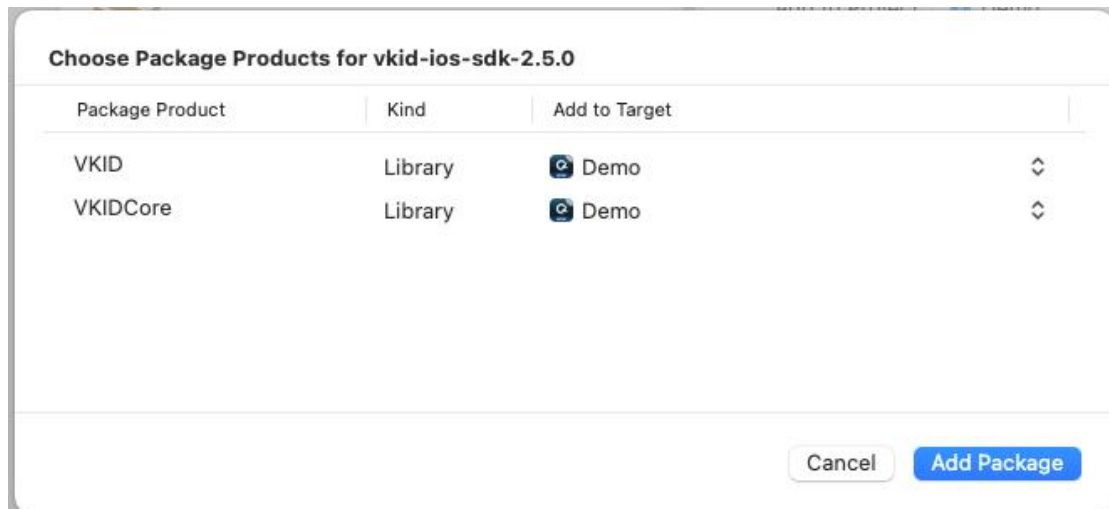 Choose Package Products for vkid-ios-sdk-2.5.0
Package Product Kind Add to Target
VKID Library Demo
VKIDCore Library Demo
Cancel Add Package